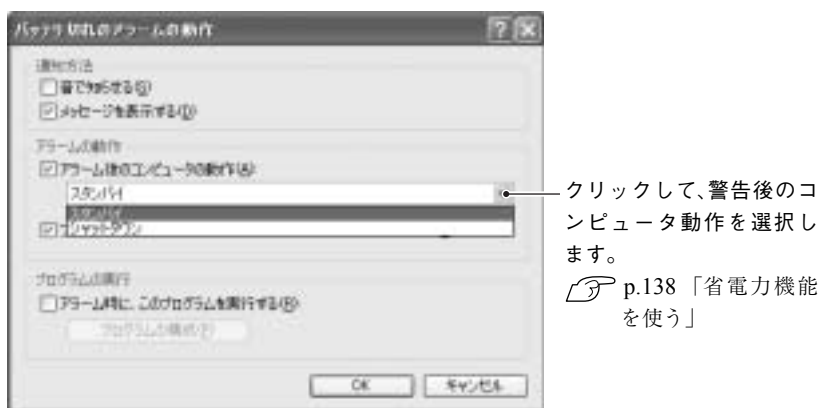 バッテリ切れのアラームの動作
通知方法
音で知らせる(S)
メッセージを表示する(D)
アラームの動作
アラーム後のコンピュータの動作(A)
スタンバイ
スタンバイ
シャットダウン
プログラムの実行
アラーム時に、このプログラムを実行する(R)
プログラムの構成(P)
OK キャンセル
クリックして、警告後のコ
ンピュータ動作を選択し
ます。
p.138「省電力機能
を使う」